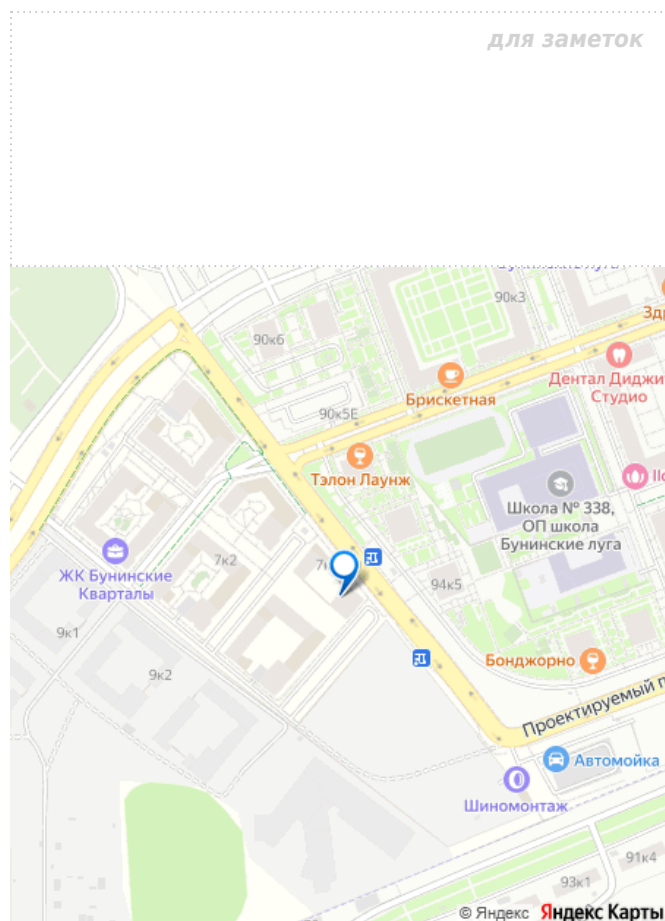 для заметок
90к3
90к6
Здр
Дентал Диджи
Студио
Брискетная
90к5Е
Тэлон Лаунж
Школа № 338,
ОП школа
Бунинские луга
ЖК Бунинские
Кварталы
7к2
94к5
9к1
9к2
Бонджорно
Проектируемый п
Автомойка
Шиномонтаж
91к4
93к1
© Яндекс Яндекс Карты